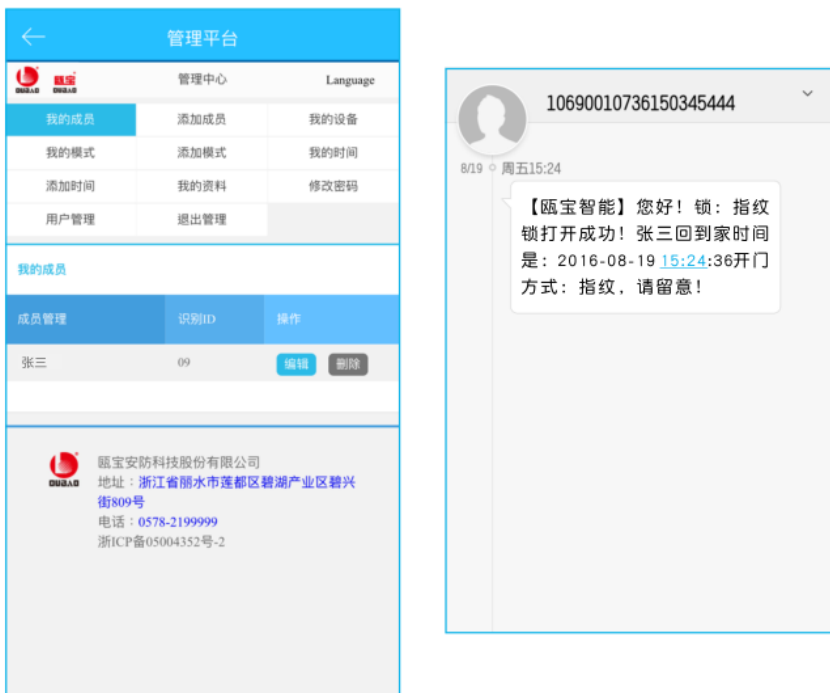 管理平台
OUBAO 瓯宝 管理中心 Language
我的成员 添加成员 我的设备
我的模式 添加模式 我的时间
添加时间 我的资料 修改密码
用户管理 退出管理
我的成员
成员管理 识别ID 操作
张三 09 编辑 删除
OUBAO
瓯宝安防科技股份有限公司
地址：浙江省丽水市莲都区碧湖产业区碧兴
街809号
电话：0578-2199999
浙ICP备05004352号-2
10690010736150345444
8/19 周五15:24
【瓯宝智能】您好！锁：指纹
锁打开成功！张三回到家时间
是：2016-08-19 15:24:36开门
方式：指纹，请留意！